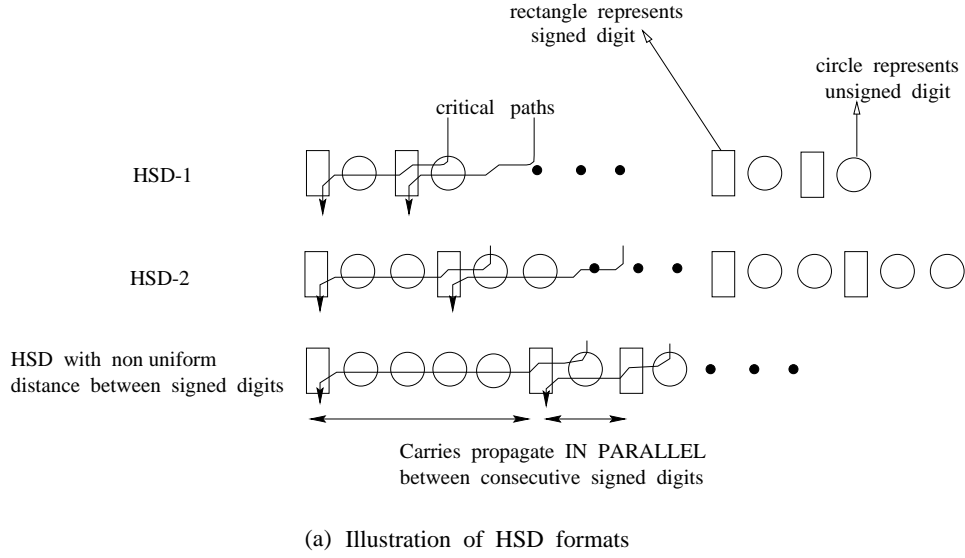 rectangle represents
signed digit
circle represents
unsigned digit
critical paths
HSD-1
HSD-2
HSD with non uniform
distance between signed digits
Carries propagate IN PARALLEL
between consecutive signed digits
(a) Illustration of HSD formats